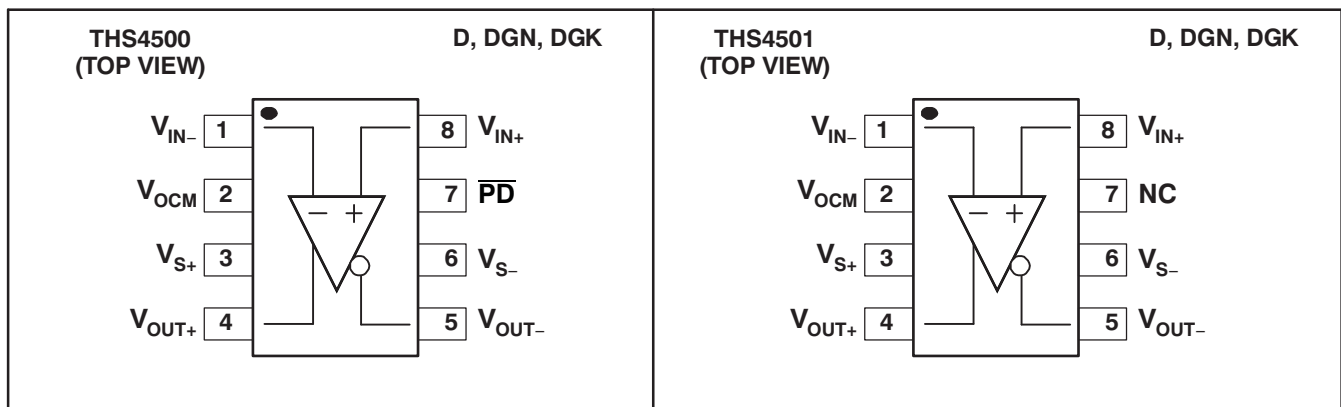 THS4500 D, DGN, DGK
(TOP VIEW)
V_IN− 1 8 V_IN+
V_OCM 2 − + 7 P̅D̅
V_S+ 3 6 V_S−
V_OUT+ 4 5 V_OUT−
THS4501 D, DGN, DGK
(TOP VIEW)
V_IN− 1 8 V_IN+
V_OCM 2 − + 7 NC
V_S+ 3 6 V_S−
V_OUT+ 4 5 V_OUT−